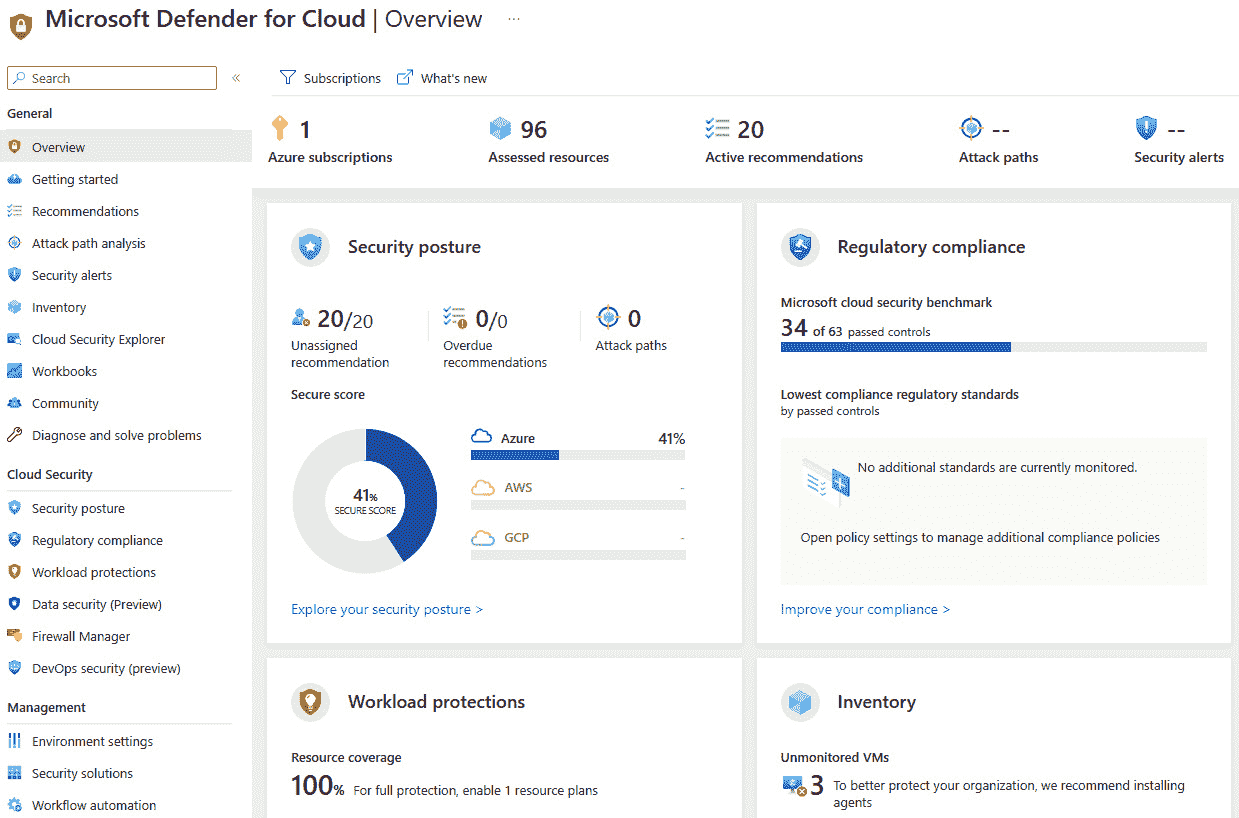 Microsoft Defender for Cloud | Overview ...
Search
«
General
Overview
Getting started
Recommendations
Attack path analysis
Security alerts
Inventory
Cloud Security Explorer
Workbooks
Community
Diagnose and solve problems
Cloud Security
Security posture
Regulatory compliance
Workload protections
Data security (Preview)
Firewall Manager
DevOps security (preview)
Management
Environment settings
Security solutions
Workflow automation
Subscriptions
What's new
1
Azure subscriptions
96
Assessed resources
20
Active recommendations
--
Attack paths
--
Security alerts
Security posture
20/20
Unassigned
recommendation
0/0
Overdue
recommendations
0
Attack paths
Secure score
41%
SECURE SCORE
Azure 41%
AWS -
GCP -
Explore your security posture >
Regulatory compliance
Microsoft cloud security benchmark
34 of 63 passed controls
Lowest compliance regulatory standards
by passed controls
No additional standards are currently monitored.
Open policy settings to manage additional compliance policies
Improve your compliance >
Workload protections
Resource coverage
100% For full protection, enable 1 resource plans
Inventory
Unmonitored VMs
3 To better protect your organization, we recommend installing
agents